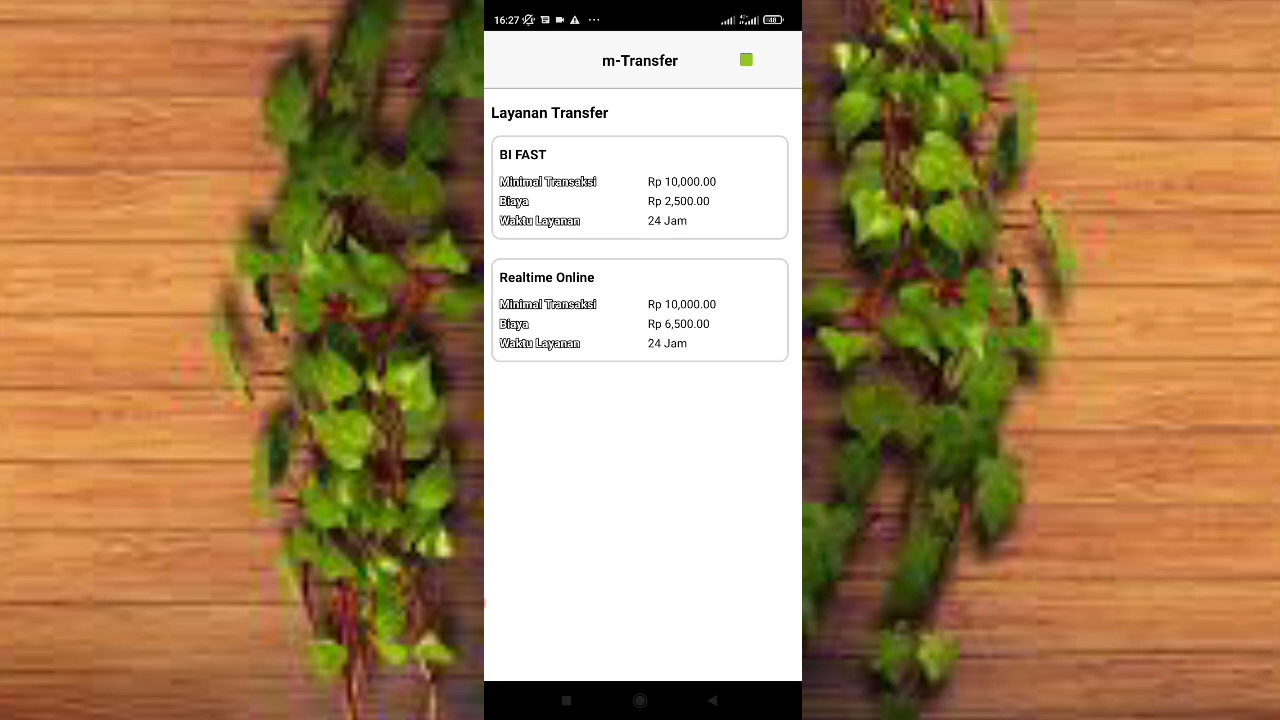 16:27
48
m-Transfer
Layanan Transfer
BI FAST
Minimal Transaksi Rp 10,000.00
Biaya Rp 2,500.00
Waktu Layanan 24 Jam
Realtime Online
Minimal Transaksi Rp 10,000.00
Biaya Rp 6,500.00
Waktu Layanan 24 Jam